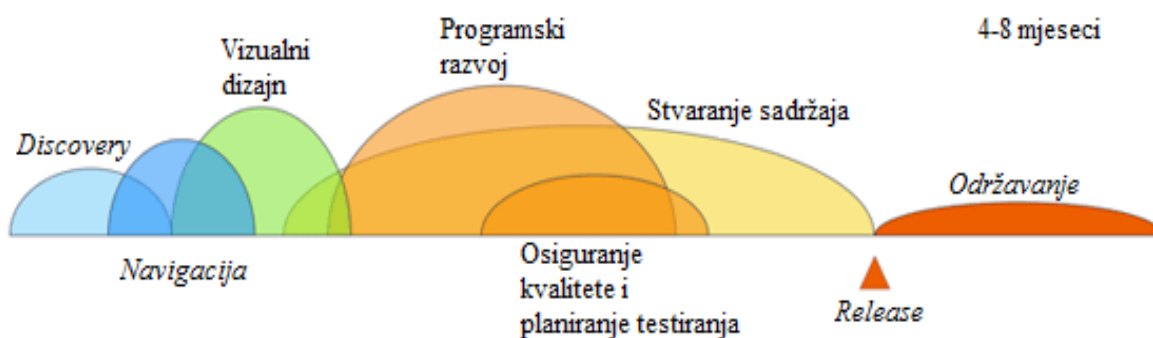 Discovery
Navigacija
Vizualni
dizajn
Programski
razvoj
Stvaranje sadržaja
Osiguranje
kvalitete i
planiranje testiranja
4-8 mjeseci
Održavanje
Release